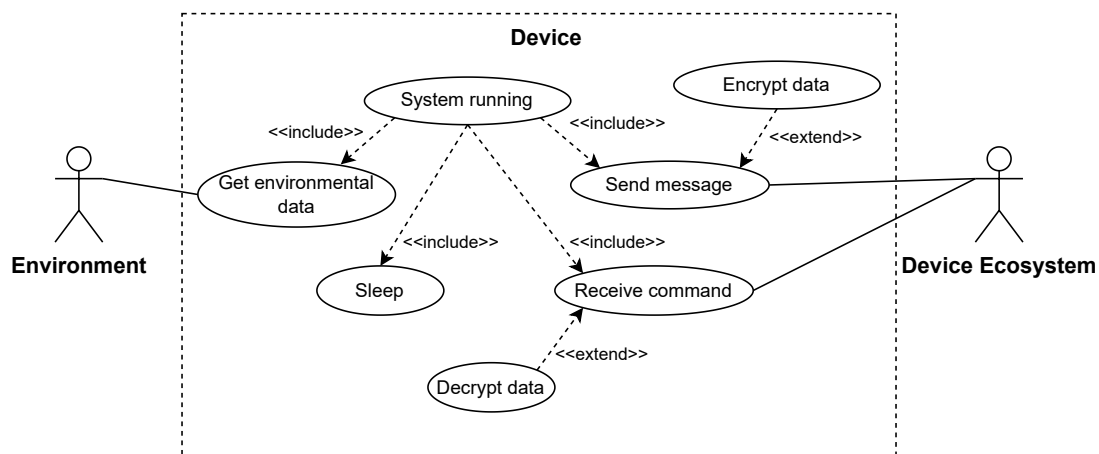 Device
Encrypt data
System running
<<include>>
<<include>>
<<extend>>
Get environmental
data
Send message
<<include>>
<<include>>
Environment
Device Ecosystem
Sleep
Receive command
<<extend>>
Decrypt data